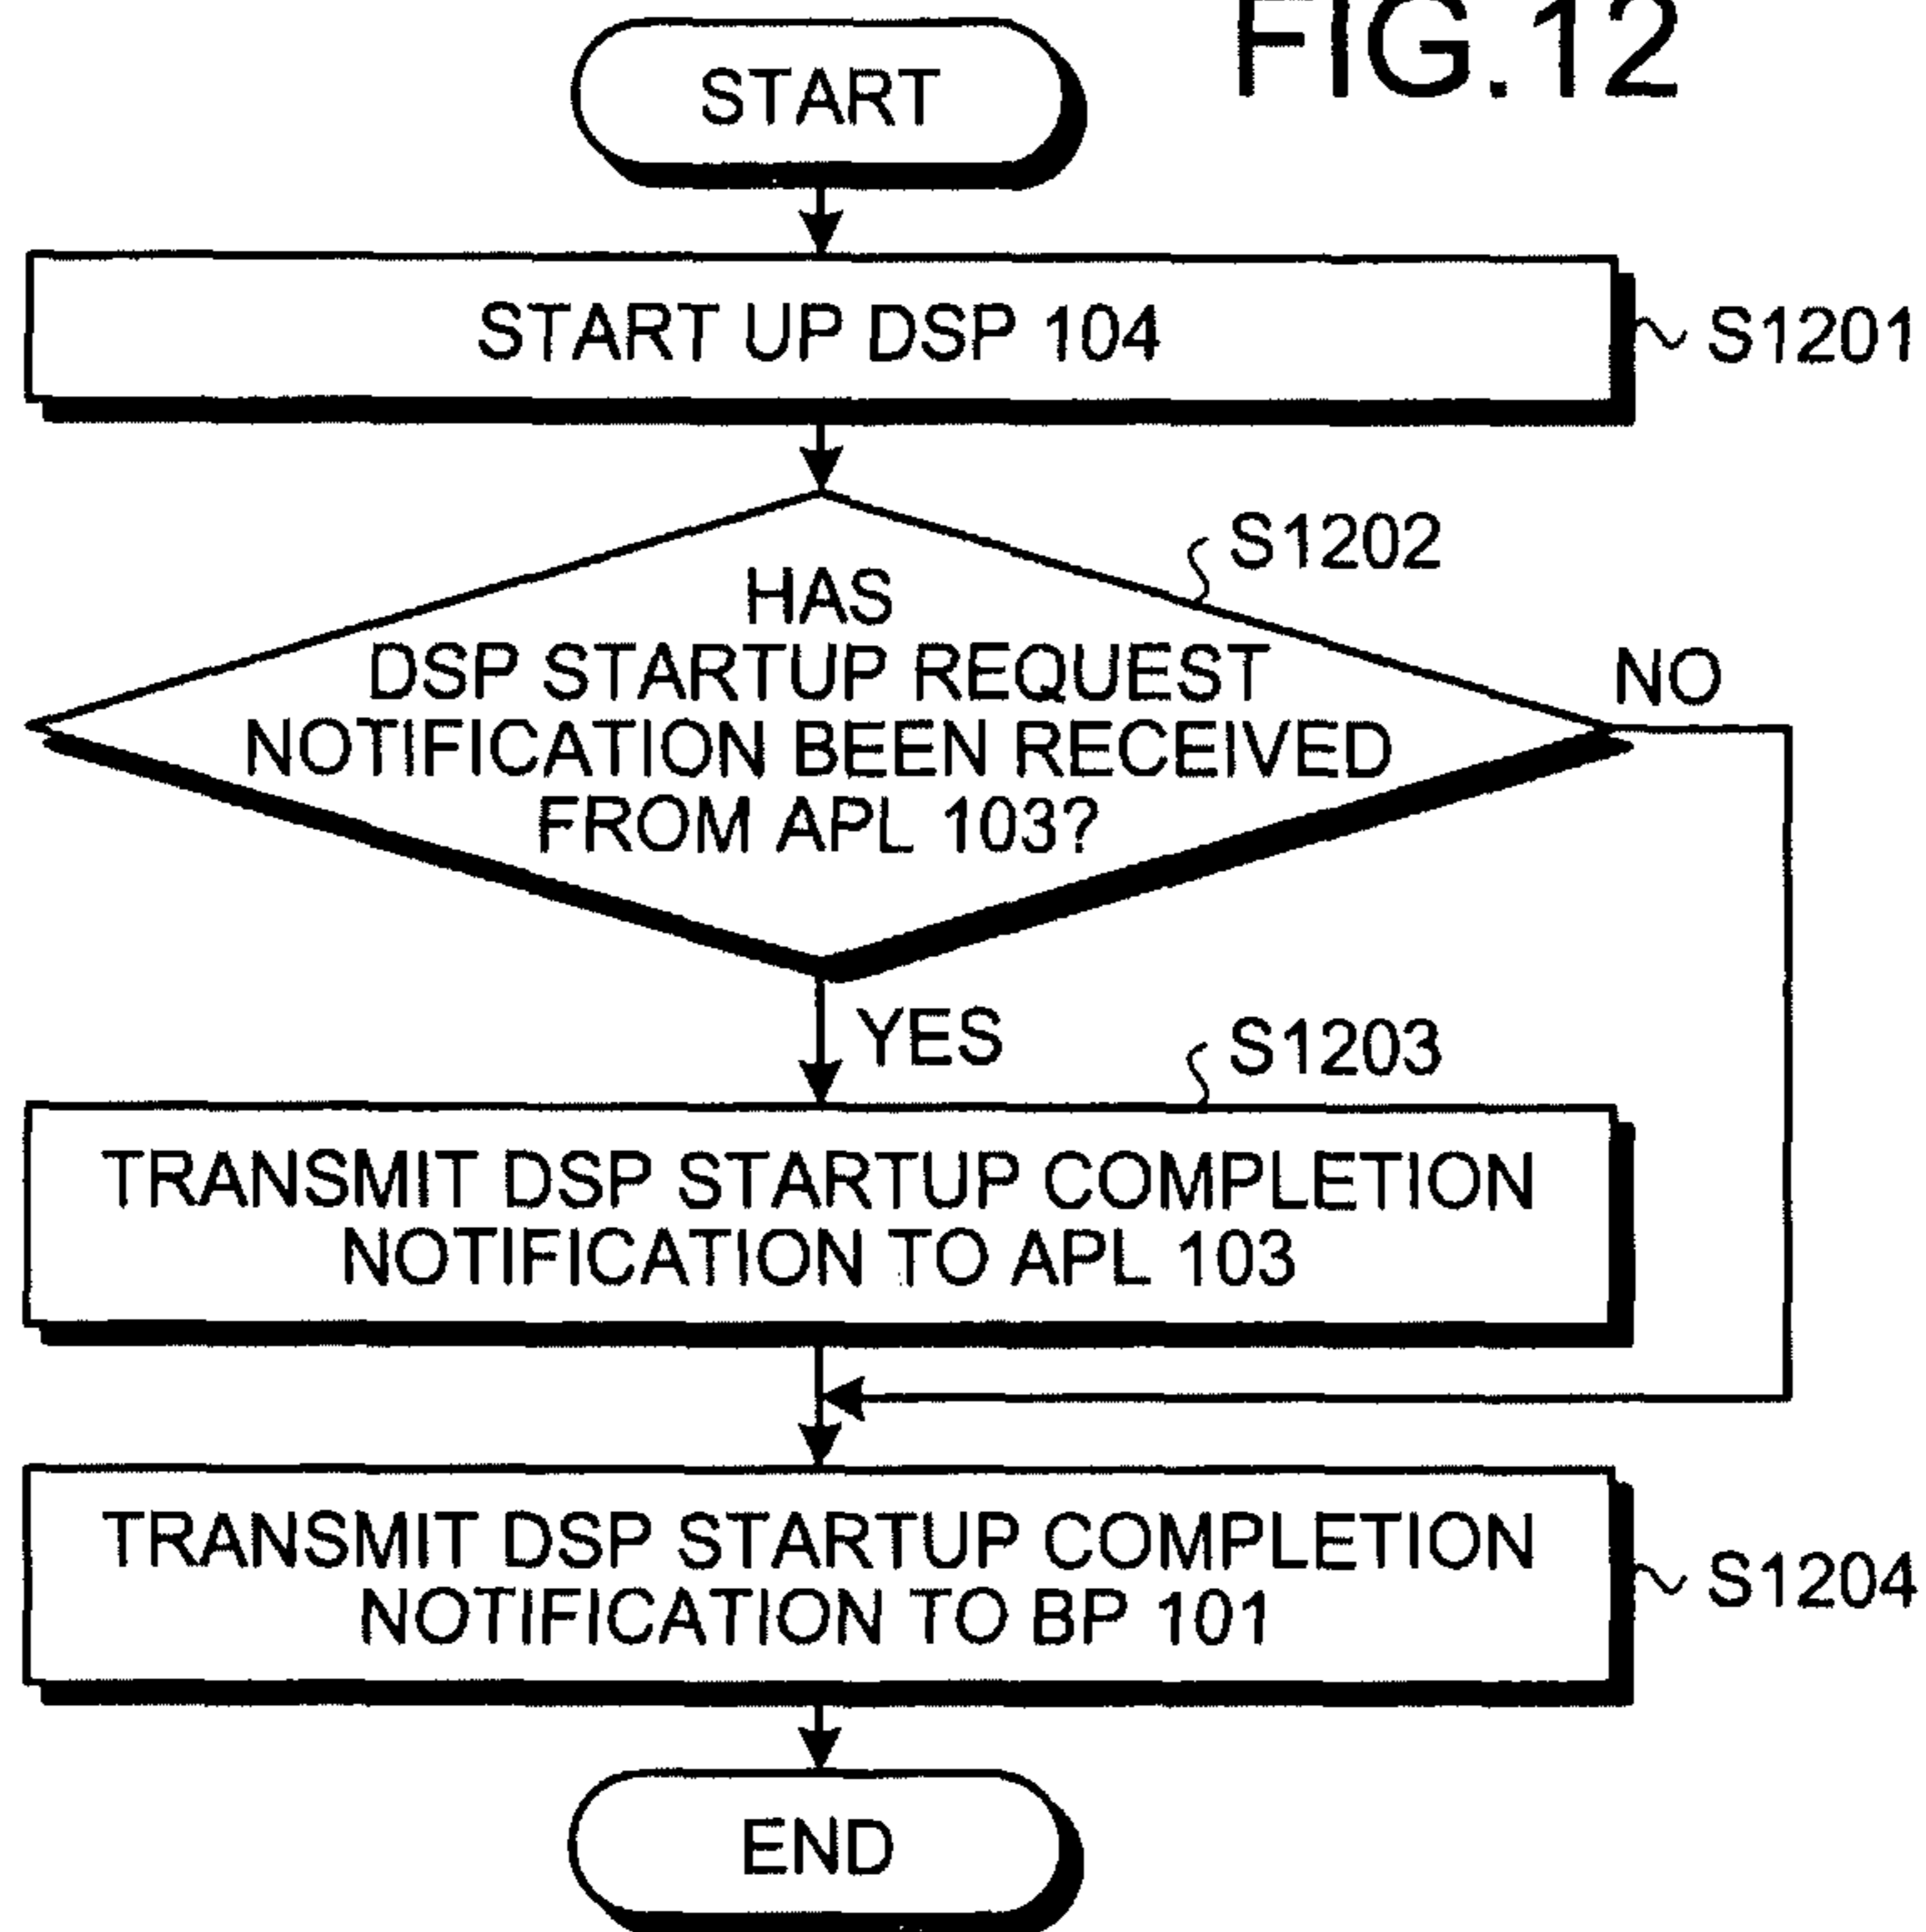 FIG.12
START
START UP DSP 104
S1201
S1202
HAS
DSP STARTUP REQUEST
NOTIFICATION BEEN RECEIVED
FROM APL 103?
NO
YES
S1203
TRANSMIT DSP STARTUP COMPLETION
NOTIFICATION TO APL 103
TRANSMIT DSP STARTUP COMPLETION
NOTIFICATION TO BP 101
S1204
END